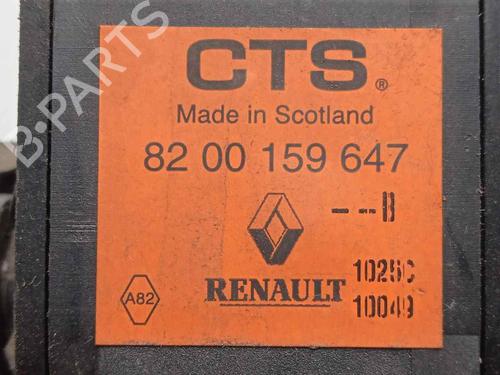 CTS®
Made in Scotland
82 00 159 647
---B
A82
RENAULT
1025C
10049
B-PARTS